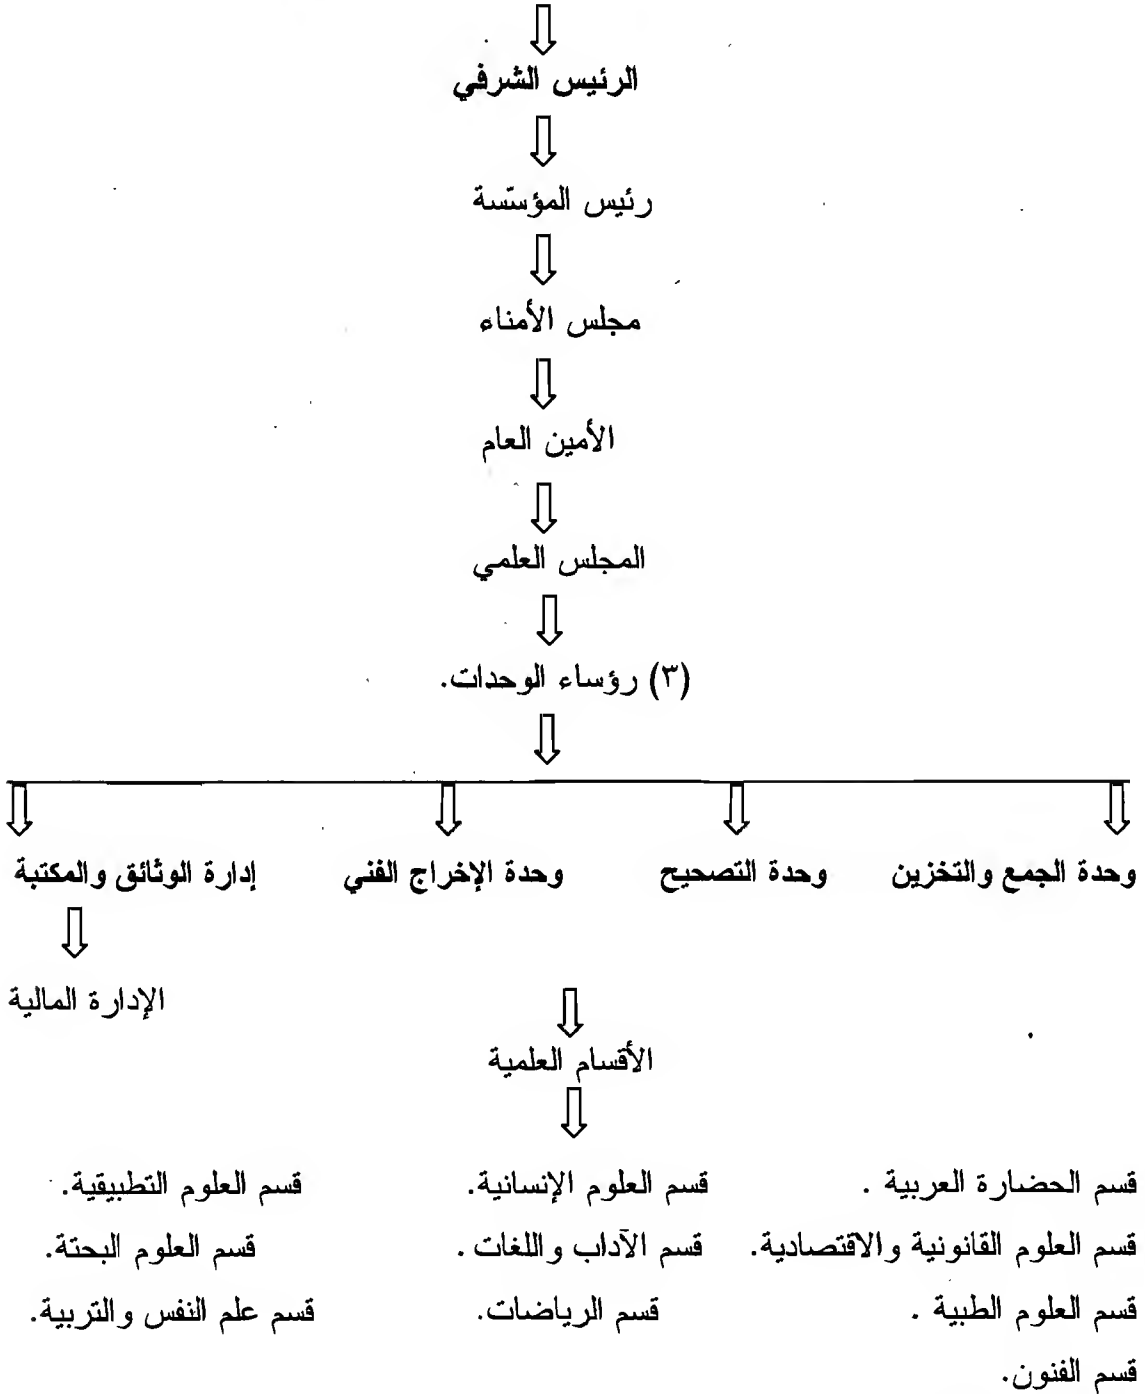 الرئيس الشرفي
رئيس المؤسّسة
مجلس الأمناء
الأمين العام
المجلس العلمي
(٣) رؤساء الوحدات.
وحدة الجمع والتخزين وحدة التصحيح وحدة الإخراج الفني إدارة الوثائق والمكتبة
الإدارة المالية
الأقسام العلمية
قسم الحضارة العربية . قسم العلوم الإنسانية. قسم العلوم التطبيقية.
قسم العلوم القانونية والاقتصادية. قسم الآداب واللغات . قسم العلوم البحتة.
قسم العلوم الطبية . قسم الرياضات. قسم علم النفس والتربية.
قسم الفنون.